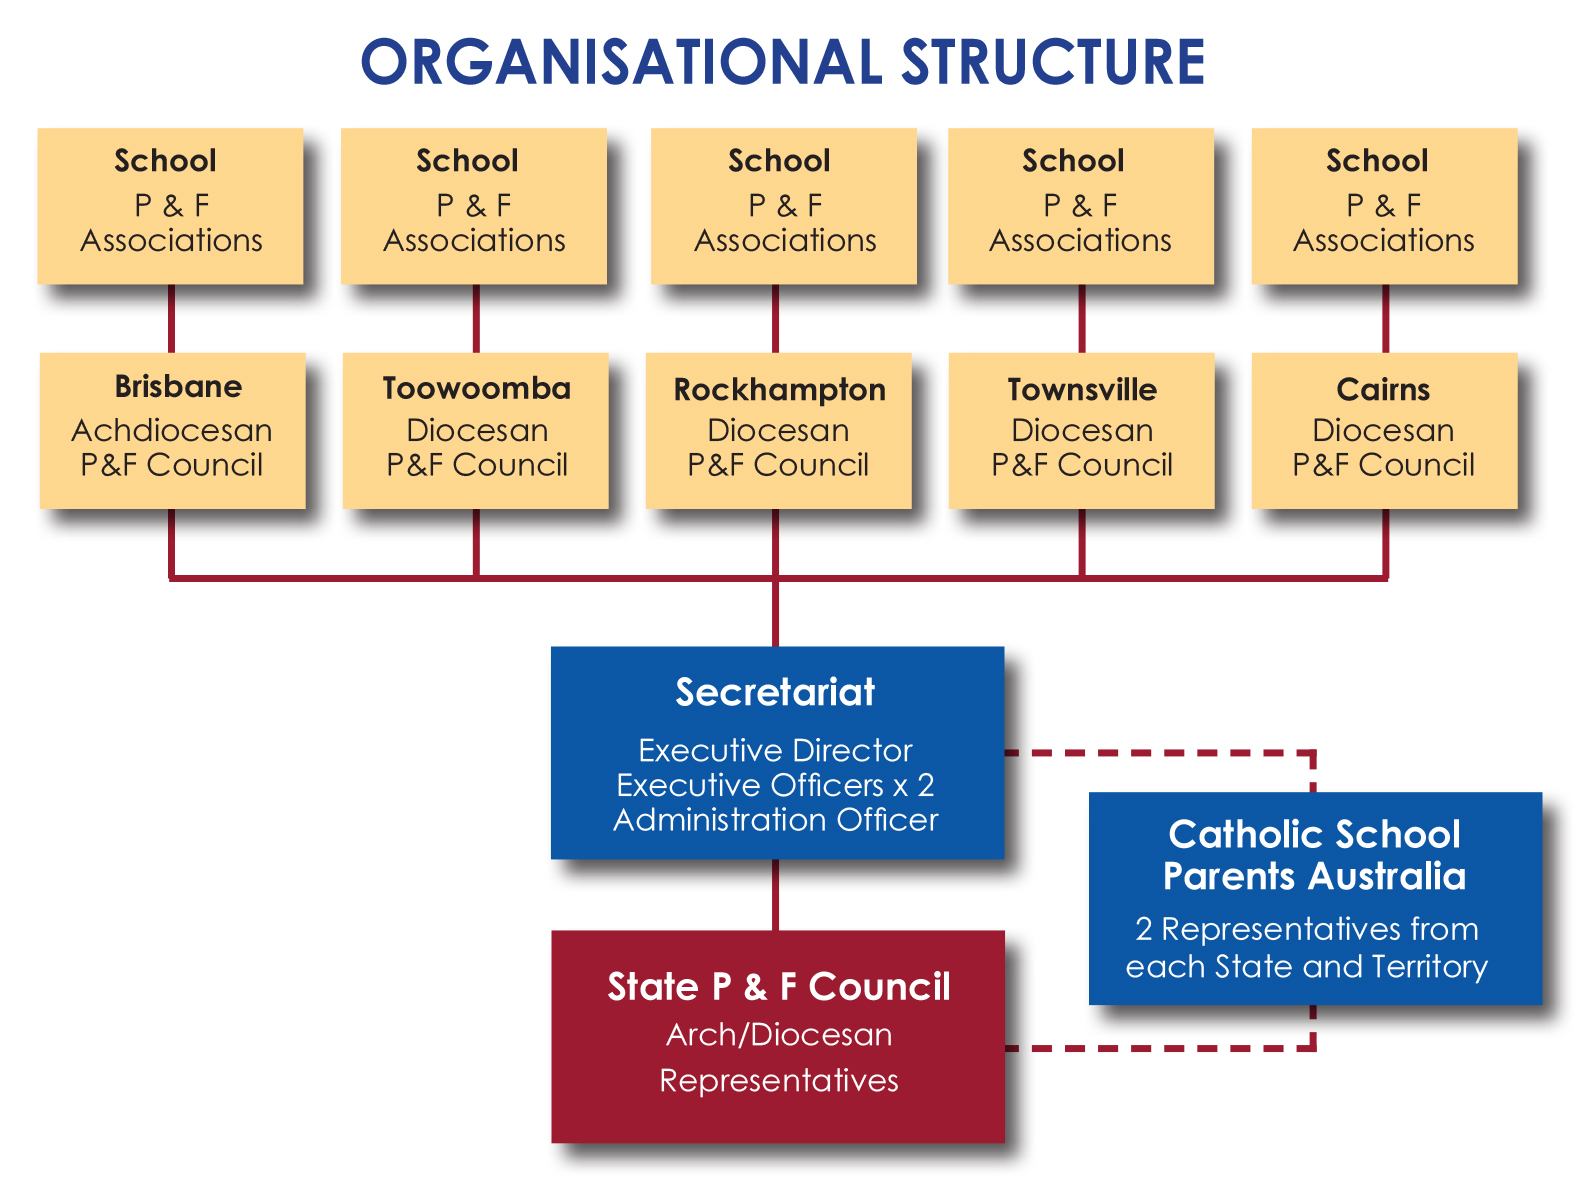 ORGANISATIONAL STRUCTURE
School
P & F
Associations
School
P & F
Associations
School
P & F
Associations
School
P & F
Associations
School
P & F
Associations
Brisbane
Achdiocesan
P&F Council
Toowoomba
Diocesan
P&F Council
Rockhampton
Diocesan
P&F Council
Townsville
Diocesan
P&F Council
Cairns
Diocesan
P&F Council
Secretariat
Executive Director
Executive Officers x 2
Administration Officer
Catholic School
Parents Australia
2 Representatives from
each State and Territory
State P & F Council
Arch/Diocesan
Representatives